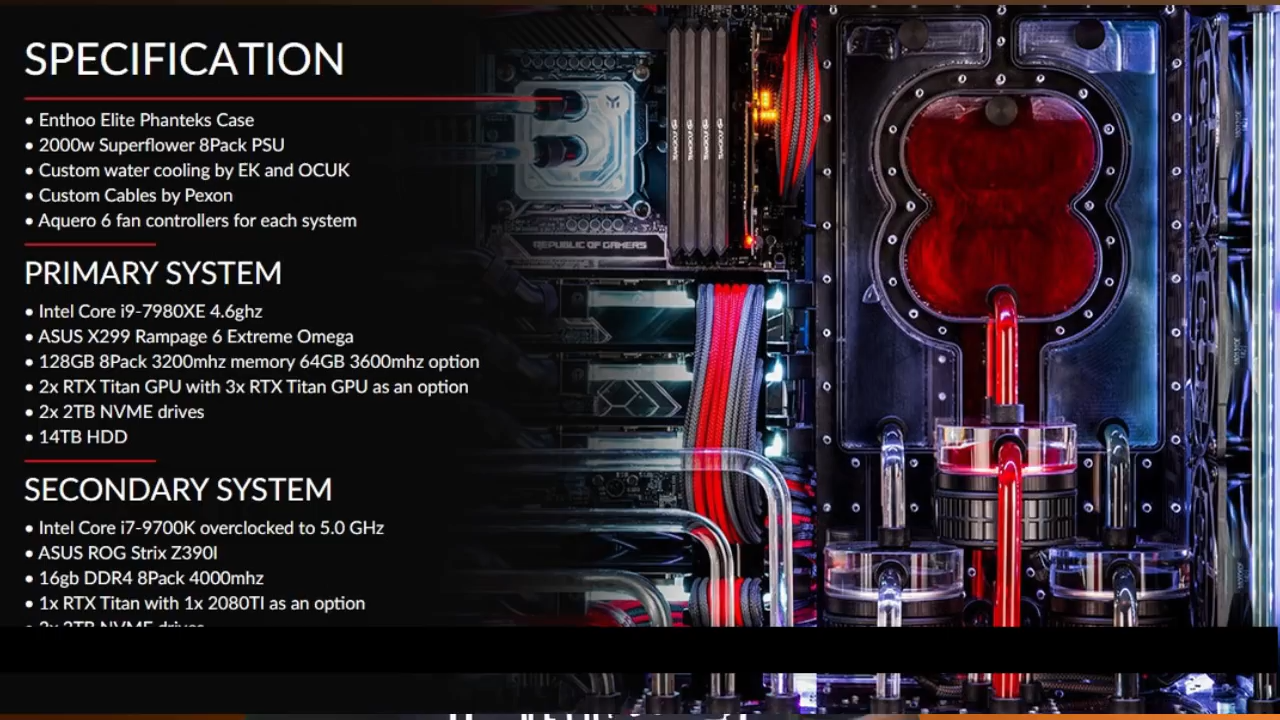 SPECIFICATION
• Enthoo Elite Phanteks Case
• 2000w Superflower 8Pack PSU
• Custom water cooling by EK and OCUK
• Custom Cables by Pexon
• Aquero 6 fan controllers for each system
PRIMARY SYSTEM
• Intel Core i9-7980XE 4.6ghz
• ASUS X299 Rampage 6 Extreme Omega
• 128GB 8Pack 3200mhz memory 64GB 3600mhz option
• 2x RTX Titan GPU with 3x RTX Titan GPU as an option
• 2x 2TB NVME drives
• 14TB HDD
SECONDARY SYSTEM
• Intel Core i7-9700K overclocked to 5.0 GHz
• ASUS ROG Strix Z390I
• 16gb DDR4 8Pack 4000mhz
• 1x RTX Titan with 1x 2080TI as an option
REPUBLIC OF GAMERS